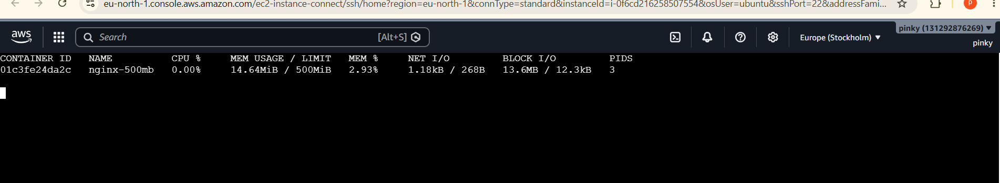 eu-north-1.console.aws.amazon.com/ec2-instance-connect/ssh/home?region=eu-north-1&connType=standard&instanceId=i-0f6cd216258507554&osUser=ubuntu&sshPort=22&addressFami...
P
aws
Search [Alt+S]
Europe (Stockholm)
pinky (131292876269)
pinky
CONTAINER ID NAME CPU % MEM USAGE / LIMIT MEM % NET I/O BLOCK I/O PIDS
01c3fe24da2c nginx-500mb 0.00% 14.64MiB / 500MiB 2.93% 1.18kB / 268B 13.6MB / 12.3kB 3